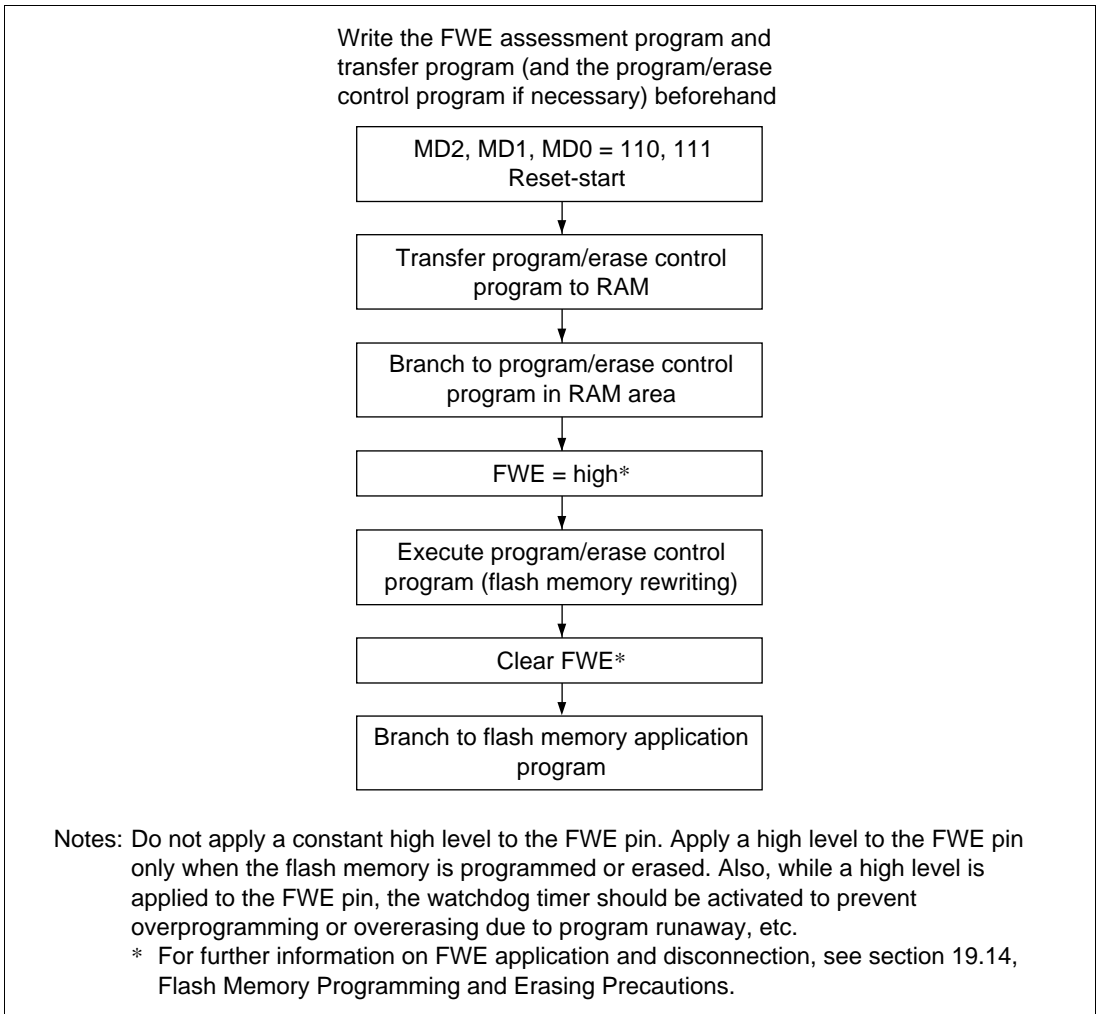 Write the FWE assessment program and
transfer program (and the program/erase
control program if necessary) beforehand
MD2, MD1, MD0 = 110, 111
Reset-start
Transfer program/erase control
program to RAM
Branch to program/erase control
program in RAM area
FWE = high*
Execute program/erase control
program (flash memory rewriting)
Clear FWE*
Branch to flash memory application
program
Notes: Do not apply a constant high level to the FWE pin. Apply a high level to the FWE pin
only when the flash memory is programmed or erased. Also, while a high level is
applied to the FWE pin, the watchdog timer should be activated to prevent
overprogramming or overerasing due to program runaway, etc.
* For further information on FWE application and disconnection, see section 19.14,
Flash Memory Programming and Erasing Precautions.